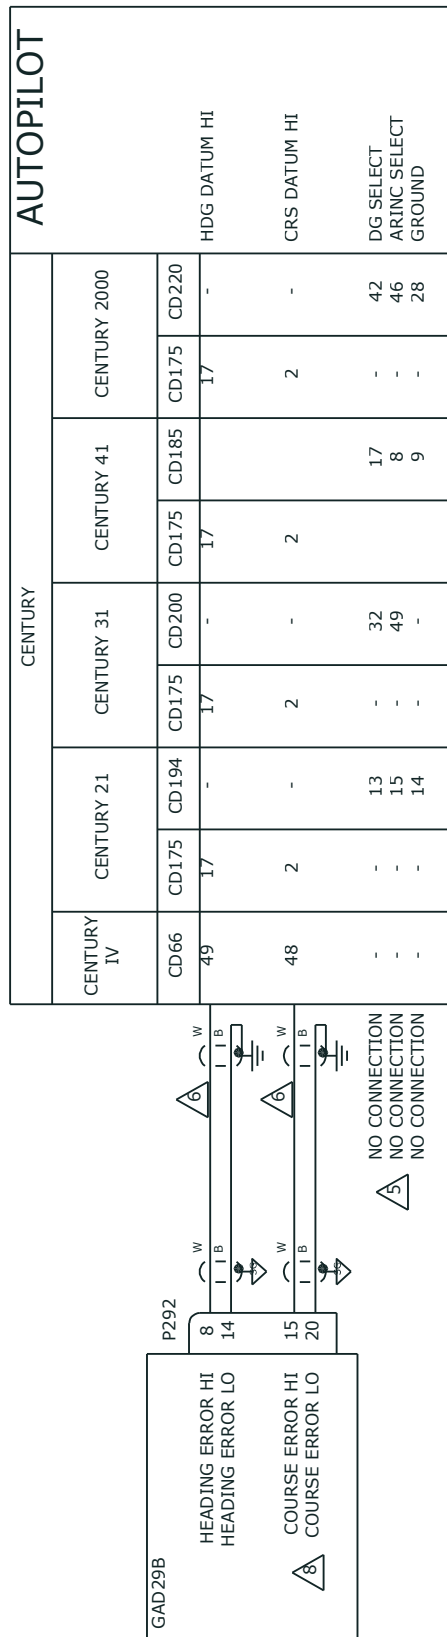 CENTURY AUTOPILOT
CENTURY IV CENTURY 21 CENTURY 31 CENTURY 41 CENTURY 2000
GAD29B P292 CD66 CD175 CD194 CD175 CD200 CD175 CD185 CD175 CD220
HEADING ERROR HI 8 W 6 W 49 17 - 17 - 17 17 - HDG DATUM HI
HEADING ERROR LO 14 B B
SG
COURSE ERROR HI 15 W 6 W 48 2 - 2 - 2 2 - CRS DATUM HI
8 COURSE ERROR LO 20 B B
SG
NO CONNECTION - - 13 - 32 17 - 42 DG SELECT
5 NO CONNECTION - - 15 - 49 8 - 46 ARINC SELECT
NO CONNECTION - - 14 - - 9 - 28 GROUND